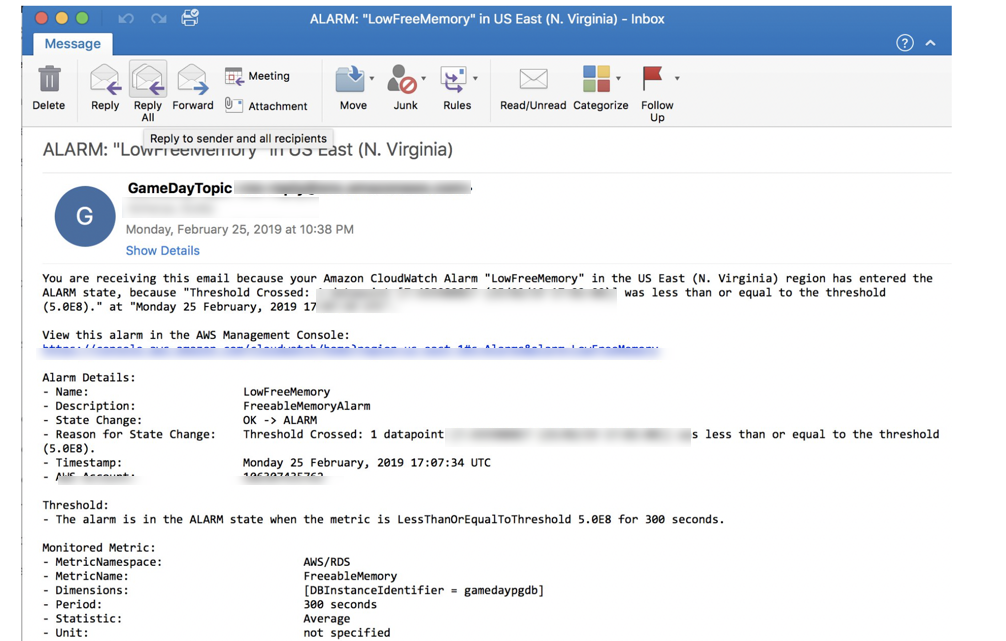 ALARM: "LowFreeMemory" in US East (N. Virginia) - Inbox
Message
?
Delete
Reply
Reply All
Forward
Meeting
Attachment
Move
Junk
Rules
Read/Unread
Categorize
Follow Up
Reply to sender and all recipients
ALARM: "LowFreeMemory" in US East (N. Virginia)
G
GameDayTopic
Monday, February 25, 2019 at 10:38 PM
Show Details
You are receiving this email because your Amazon CloudWatch Alarm "LowFreeMemory" in the US East (N. Virginia) region has entered the
ALARM state, because "Threshold Crossed: was less than or equal to the threshold
(5.0E8)." at "Monday 25 February, 2019 17
View this alarm in the AWS Management Console:
Alarm Details:
- Name: LowFreeMemory
- Description: FreeableMemoryAlarm
- State Change: OK -> ALARM
- Reason for State Change: Threshold Crossed: 1 datapoint s less than or equal to the threshold
(5.0E8).
- Timestamp: Monday 25 February, 2019 17:07:34 UTC
- AWS Account:
Threshold:
- The alarm is in the ALARM state when the metric is LessThanOrEqualToThreshold 5.0E8 for 300 seconds.
Monitored Metric:
- MetricNamespace: AWS/RDS
- MetricName: FreeableMemory
- Dimensions: [DBInstanceIdentifier = gamedaypgdb]
- Period: 300 seconds
- Statistic: Average
- Unit: not specified